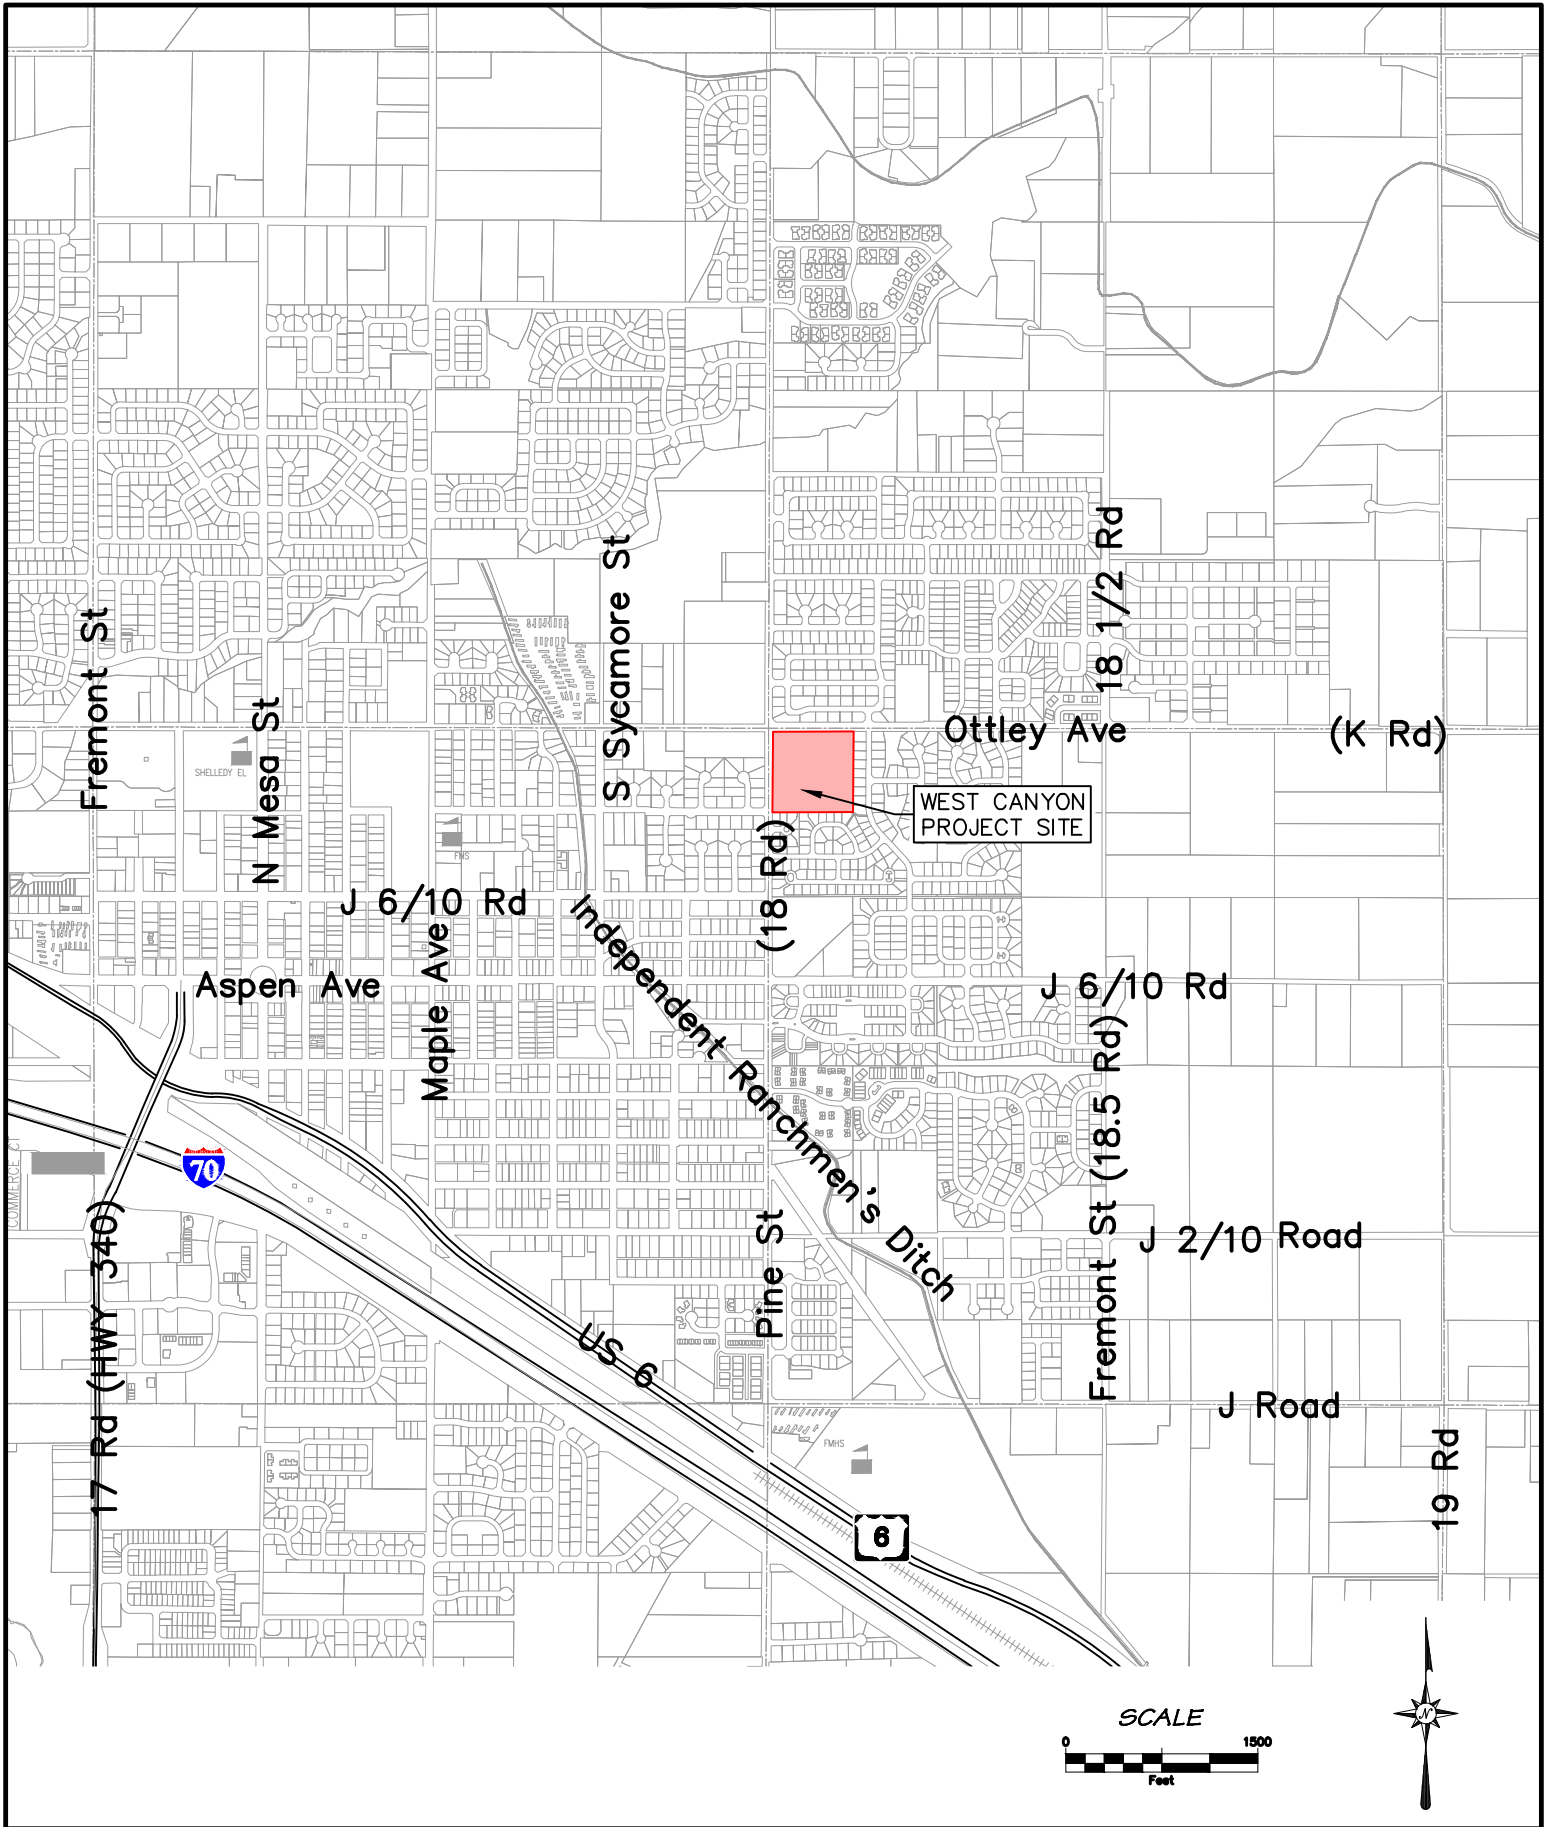 18 1/2 Rd
S Sycamore St
Fremont St
N Mesa St
Ottley Ave
(K Rd)
SHELLEDY EL
WEST CANYON
PROJECT SITE
(18 Rd)
FMS
J 6/10 Rd
Independent Ranchmen's Ditch
Maple Ave
Aspen Ave
J 6/10 Rd
Fremont St (18.5 Rd)
70
COMMERCE CT
17 Rd (HWY 340)
Pine St
J 2/10 Road
US 6
J Road
FMHS
19 Rd
6
SCALE
0 1500
Feet
N